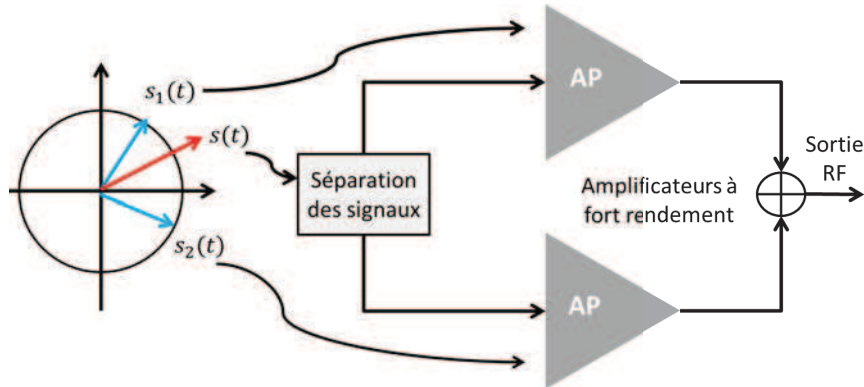 s₁(t)
s(t)
s₂(t)
Séparation
des signaux
AP
Amplificateurs à
fort rendement
AP
Sortie
RF